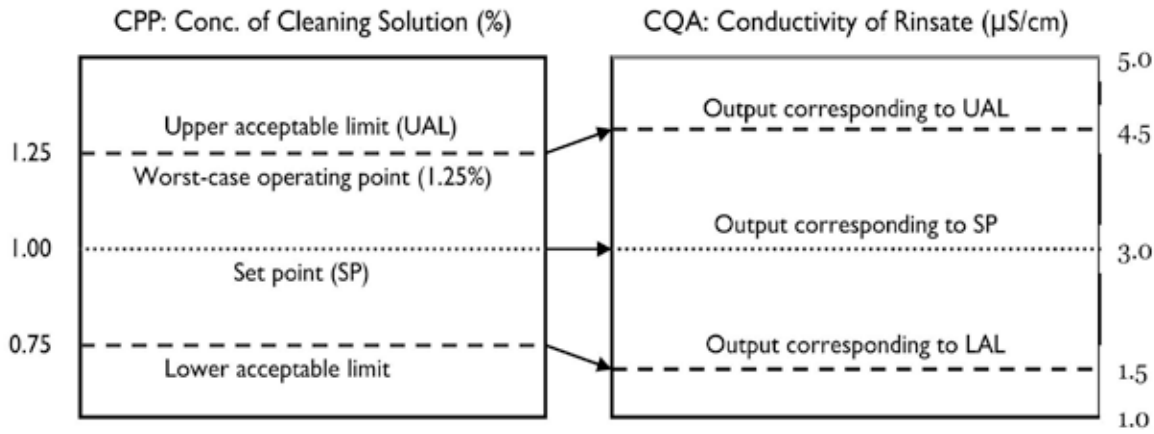 CPP: Conc. of Cleaning Solution (%)
CQA: Conductivity of Rinsate (µS/cm)
5.0
Upper acceptable limit (UAL)
Output corresponding to UAL
4.5
1.25
Worst-case operating point (1.25%)
Output corresponding to SP
1.00
3.0
Set point (SP)
0.75
Output corresponding to LAL
Lower acceptable limit
1.5
1.0